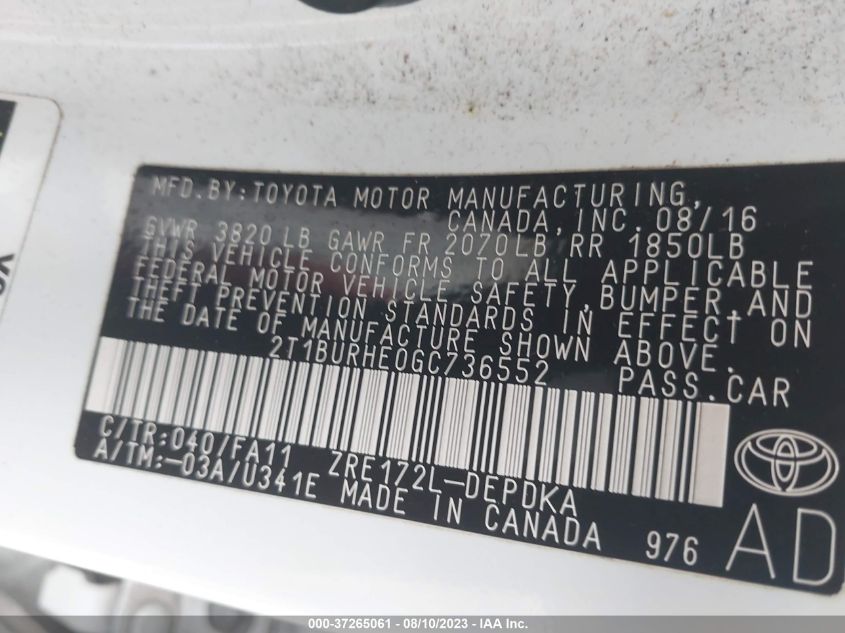 MFD.BY:TOYOTA MOTOR MANUFACTURING,
CANADA,INC.08/16
GVWR 3820 LB GAWR FR 2070LB RR 1850LB
THIS VEHICLE CONFORMS TO ALL APPLICABLE
FEDERAL MOTOR VEHICLE SAFETY,BUMPER,AND
THEFT PREVENTION STANDARDS IN EFFECT ON
THE DATE OF MANUFACTURE SHOWN ABOVE.
2T1BURHE0GC736552 PASS.CAR
C/TR:040/FA11 ZRE172L-DEPDKA
A/TM:-03A/U341E MADE IN CANADA 976 AD
000-37265061 - 08/10/2023 - IAA Inc.